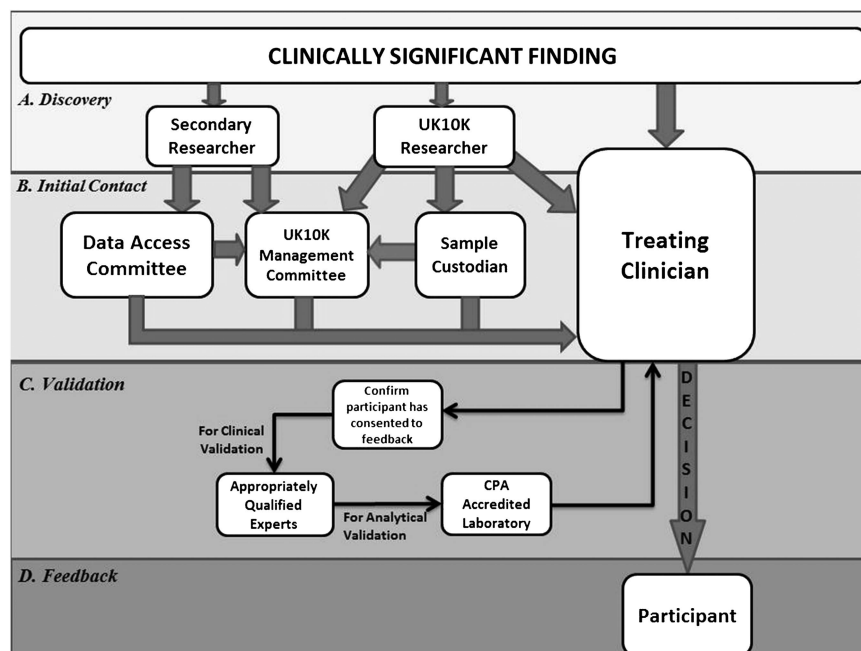 CLINICALLY SIGNIFICANT FINDING
A. Discovery
Secondary
Researcher
UK10K
Researcher
B. Initial Contact
Data Access
Committee
UK10K
Management
Committee
Sample
Custodian
Treating
Clinician
C. Validation
Confirm
participant has
consented to
feedback
For Clinical
Validation
Appropriately
Qualified
Experts
For Analytical
Validation
CPA
Accredited
Laboratory
DECISION
D. Feedback
Participant